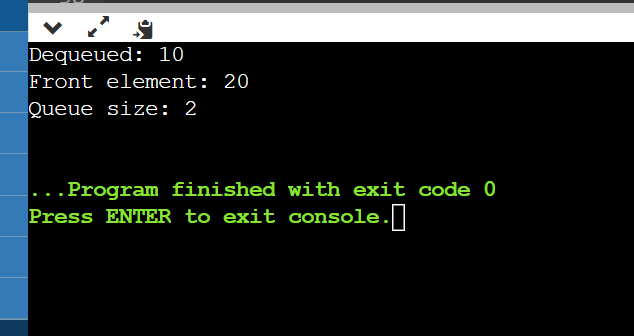 Dequeued: 10
Front element: 20
Queue size: 2
...Program finished with exit code 0
Press ENTER to exit console.